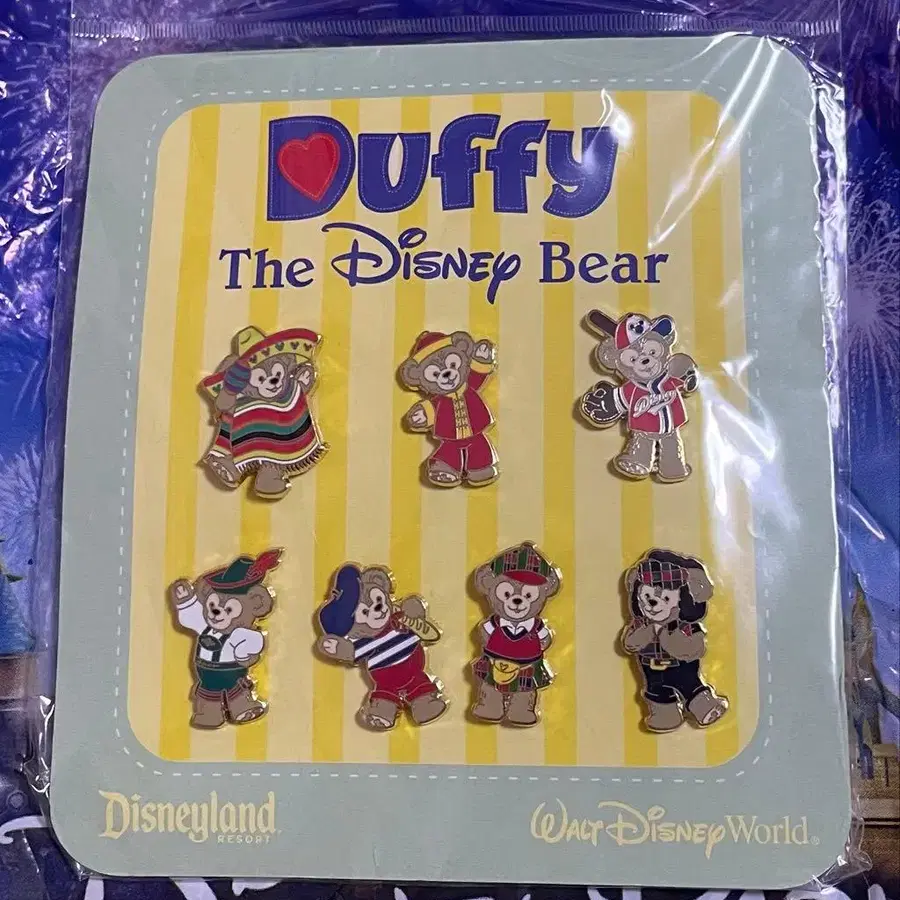 Duffy
The Disney Bear
Disney
Disneyland
RESORT
Walt Disney World®